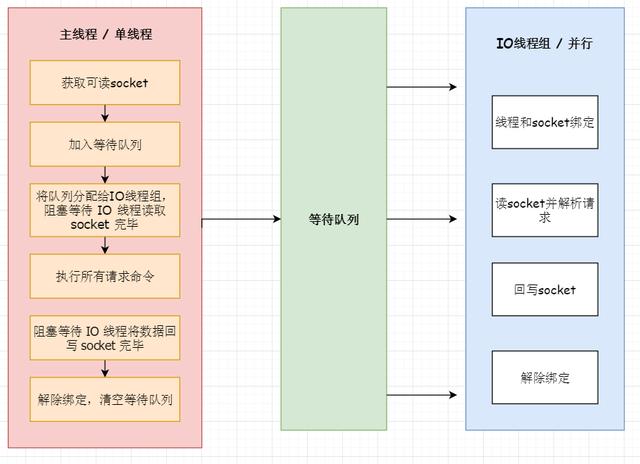 主线程 / 单线程
获取可读socket
加入等待队列
将队列分配给IO线程组，
阻塞等待 IO 线程读取
socket 完毕
执行所有请求命令
阻塞等待 IO 线程将数据回
写 socket 完毕
解除绑定，清空等待队列
等待队列
IO线程组 / 并行
线程和socket绑定
读socket并解析请
求
回写socket
解除绑定